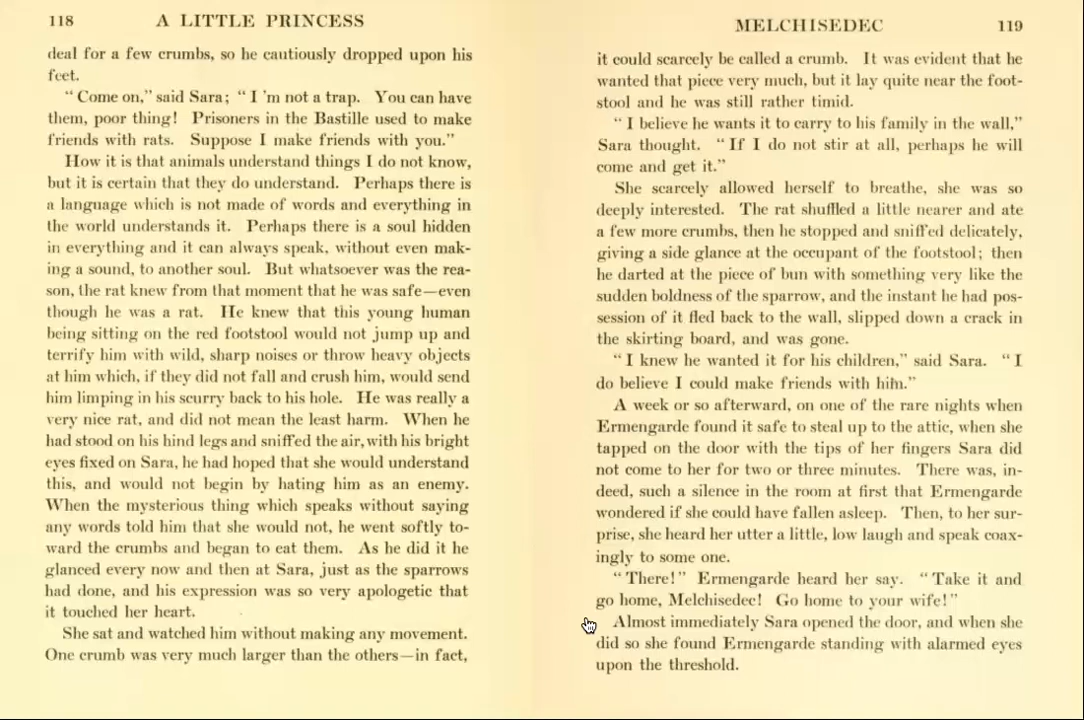 118 A LITTLE PRINCESS
deal for a few crumbs, so he cautiously dropped upon his
feet.
“ Come on,” said Sara; “ I ’m not a trap. You can have
them, poor thing! Prisoners in the Bastille used to make
friends with rats. Suppose I make friends with you.”
How it is that animals understand things I do not know,
but it is certain that they do understand. Perhaps there is
a language which is not made of words and everything in
the world understands it. Perhaps there is a soul hidden
in everything and it can always speak, without even mak-
ing a sound, to another soul. But whatsoever was the rea-
son, the rat knew from that moment that he was safe—even
though he was a rat. He knew that this young human
being sitting on the red footstool would not jump up and
terrify him with wild, sharp noises or throw heavy objects
at him which, if they did not fall and crush him, would send
him limping in his scurry back to his hole. He was really a
very nice rat, and did not mean the least harm. When he
had stood on his hind legs and sniffed the air, with his bright
eyes fixed on Sara, he had hoped that she would understand
this, and would not begin by hating him as an enemy.
When the mysterious thing which speaks without saying
any words told him that she would not, he went softly to-
ward the crumbs and began to eat them. As he did it he
glanced every now and then at Sara, just as the sparrows
had done, and his expression was so very apologetic that
it touched her heart.
She sat and watched him without making any movement.
One crumb was very much larger than the others—in fact,
MELCHISEDEC 119
it could scarcely be called a crumb. It was evident that he
wanted that piece very much, but it lay quite near the foot-
stool and he was still rather timid.
“ I believe he wants it to carry to his family in the wall,”
Sara thought. “ If I do not stir at all, perhaps he will
come and get it.”
She scarcely allowed herself to breathe, she was so
deeply interested. The rat shuffled a little nearer and ate
a few more crumbs, then he stopped and sniffed delicately,
giving a side glance at the occupant of the footstool; then
he darted at the piece of bun with something very like the
sudden boldness of the sparrow, and the instant he had pos-
session of it fled back to the wall, slipped down a crack in
the skirting board, and was gone.
“ I knew he wanted it for his children,” said Sara. “ I
do believe I could make friends with him.”
A week or so afterward, on one of the rare nights when
Ermengarde found it safe to steal up to the attic, when she
tapped on the door with the tips of her fingers Sara did
not come to her for two or three minutes. There was, in-
deed, such a silence in the room at first that Ermengarde
wondered if she could have fallen asleep. Then, to her sur-
prise, she heard her utter a little, low laugh and speak coax-
ingly to some one.
“ There! ” Ermengarde heard her say. “ Take it and
go home, Melchisedec! Go home to your wife! ”
Almost immediately Sara opened the door, and when she
did so she found Ermengarde standing with alarmed eyes
upon the threshold.